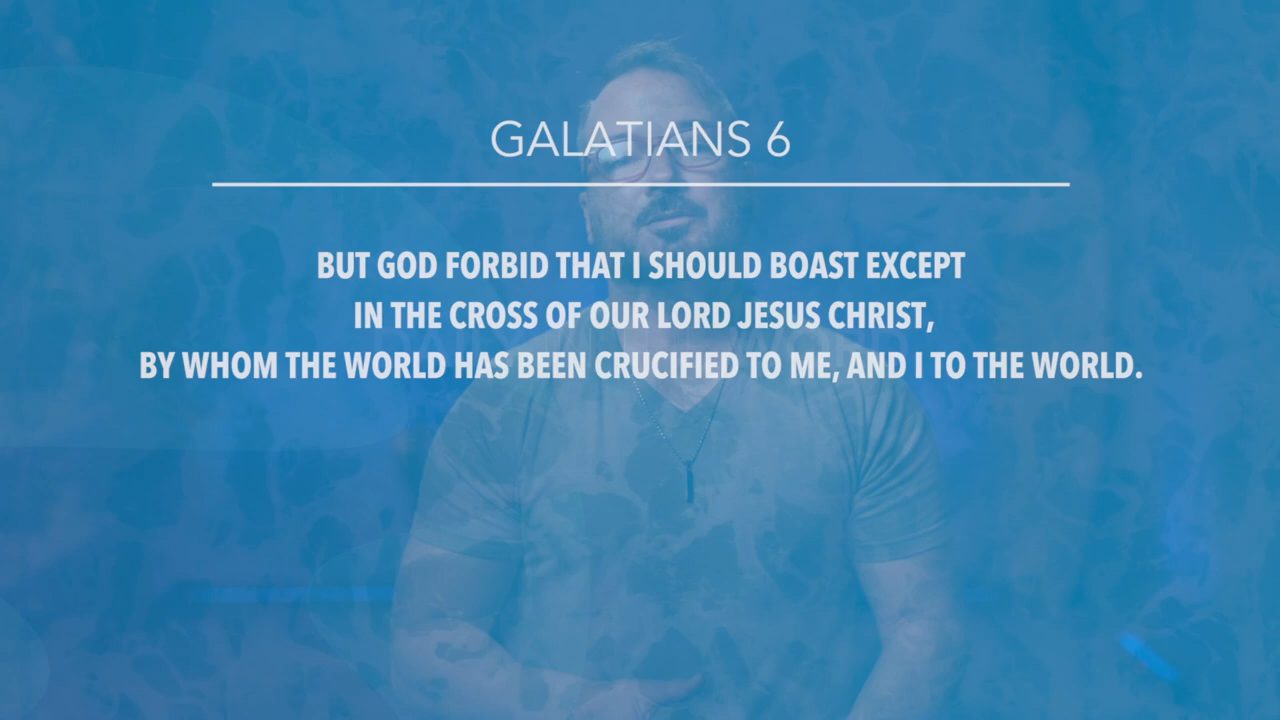 GALATIANS 6
BUT GOD FORBID THAT I SHOULD BOAST EXCEPT
IN THE CROSS OF OUR LORD JESUS CHRIST,
BY WHOM THE WORLD HAS BEEN CRUCIFIED TO ME, AND I TO THE WORLD.